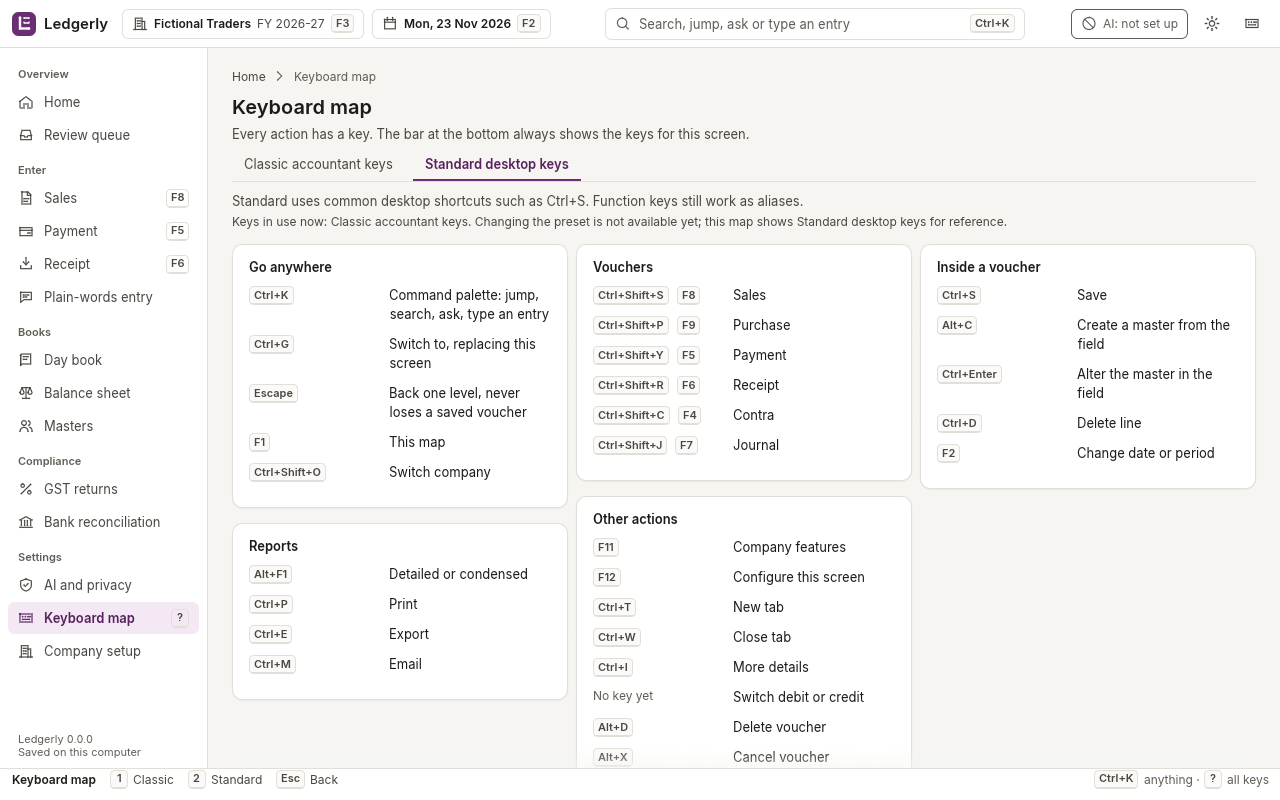 Ledgerly
Fictional Traders FY 2026-27 F3
Mon, 23 Nov 2026 F2
Search, jump, ask or type an entry Ctrl+K
AI: not set up
Overview
Home
Review queue
Enter
Sales F8
Payment F5
Receipt F6
Plain-words entry
Books
Day book
Balance sheet
Masters
Compliance
GST returns
Bank reconciliation
Settings
AI and privacy
Keyboard map ?
Company setup
Ledgerly 0.0.0
Saved on this computer
Home Keyboard map
Keyboard map
Every action has a key. The bar at the bottom always shows the keys for this screen.
Classic accountant keys Standard desktop keys
Standard uses common desktop shortcuts such as Ctrl+S. Function keys still work as aliases.
Keys in use now: Classic accountant keys. Changing the preset is not available yet; this map shows Standard desktop keys for reference.
Go anywhere
Ctrl+K Command palette: jump,
search, ask, type an entry
Ctrl+G Switch to, replacing this
screen
Escape Back one level, never
loses a saved voucher
F1 This map
Ctrl+Shift+O Switch company
Reports
Alt+F1 Detailed or condensed
Ctrl+P Print
Ctrl+E Export
Ctrl+M Email
Vouchers
Ctrl+Shift+S F8 Sales
Ctrl+Shift+P F9 Purchase
Ctrl+Shift+Y F5 Payment
Ctrl+Shift+R F6 Receipt
Ctrl+Shift+C F4 Contra
Ctrl+Shift+J F7 Journal
Other actions
F11 Company features
F12 Configure this screen
Ctrl+T New tab
Ctrl+W Close tab
Ctrl+I More details
No key yet Switch debit or credit
Alt+D Delete voucher
Alt+X Cancel voucher
Inside a voucher
Ctrl+S Save
Alt+C Create a master from the
field
Ctrl+Enter Alter the master in the
field
Ctrl+D Delete line
F2 Change date or period
Keyboard map 1 Classic 2 Standard Esc Back
Ctrl+K anything · ? all keys